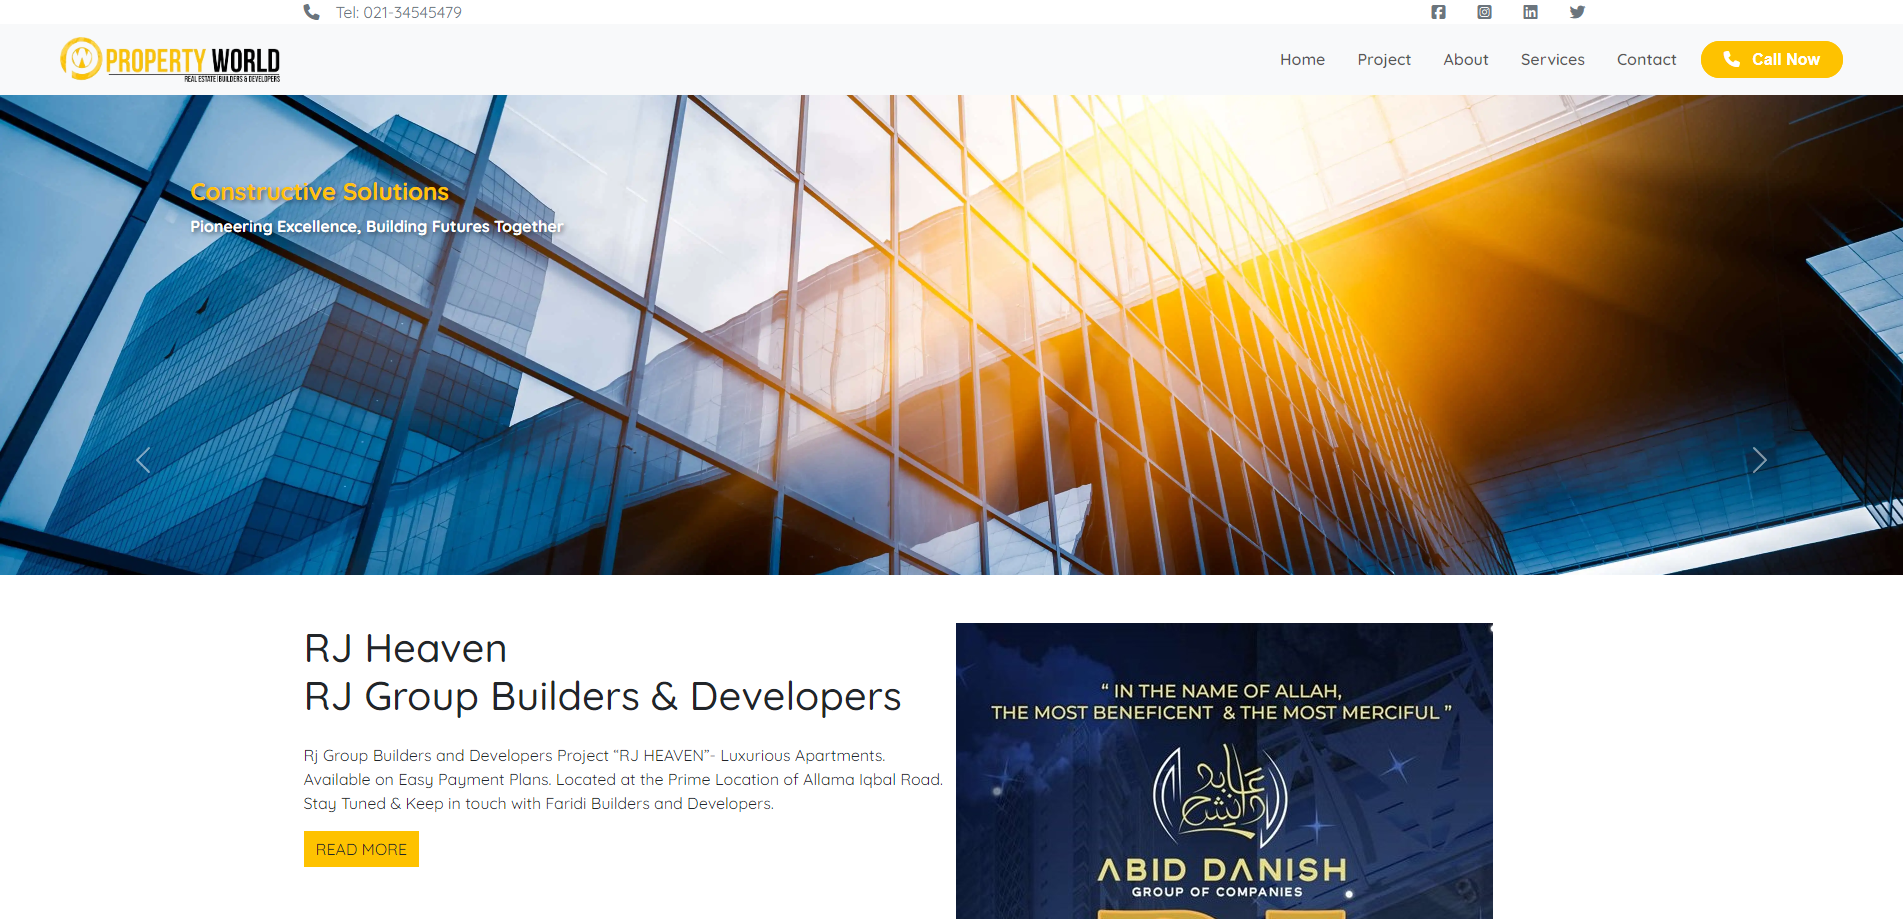 Tel: 021-34545479
PROPERTY WORLD
REAL ESTATE | BUILDERS & DEVELOPERS
Home Project About Services Contact Call Now
Constructive Solutions
Pioneering Excellence, Building Futures Together
RJ Heaven
RJ Group Builders & Developers
Rj Group Builders and Developers Project “RJ HEAVEN”- Luxurious Apartments.
Available on Easy Payment Plans. Located at the Prime Location of Allama Iqbal Road.
Stay Tuned & Keep in touch with Faridi Builders and Developers.
READ MORE
“ IN THE NAME OF ALLAH,
THE MOST BENEFICENT & THE MOST MERCIFUL ”
عابد
دانش
ABID DANISH
GROUP OF COMPANIES